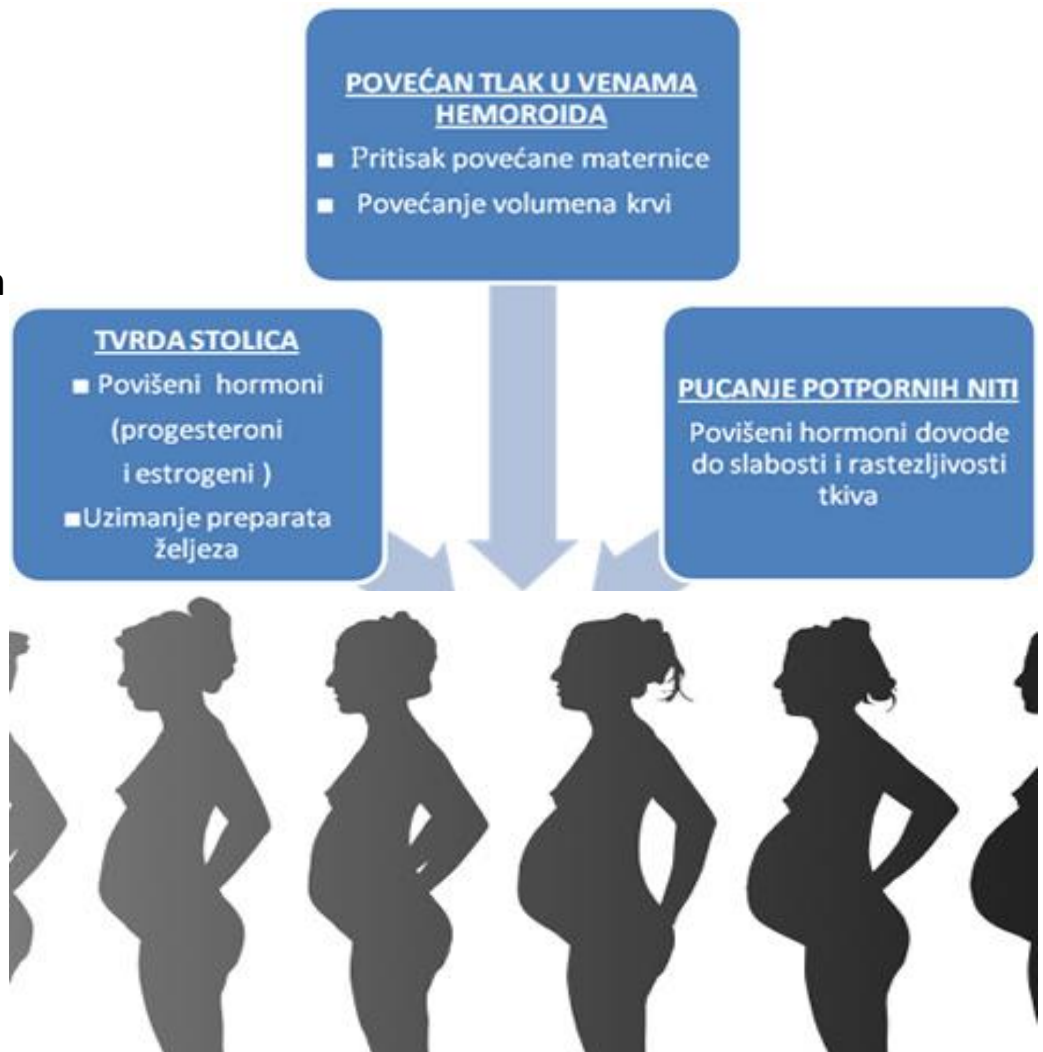 POVEĆAN TLAK U VENAMA
HEMOROIDA
▪ Pritisak povećane maternice
▪ Povećanje volumena krvi
TVRDA STOLICA
▪ Povišeni hormoni
(progesteroni
i estrogeni )
▪Uzimanje preparata
željeza
PUCANJE POTPORNIH NITI
Povišeni hormoni dovode
do slabosti i rastezljivosti
tkiva